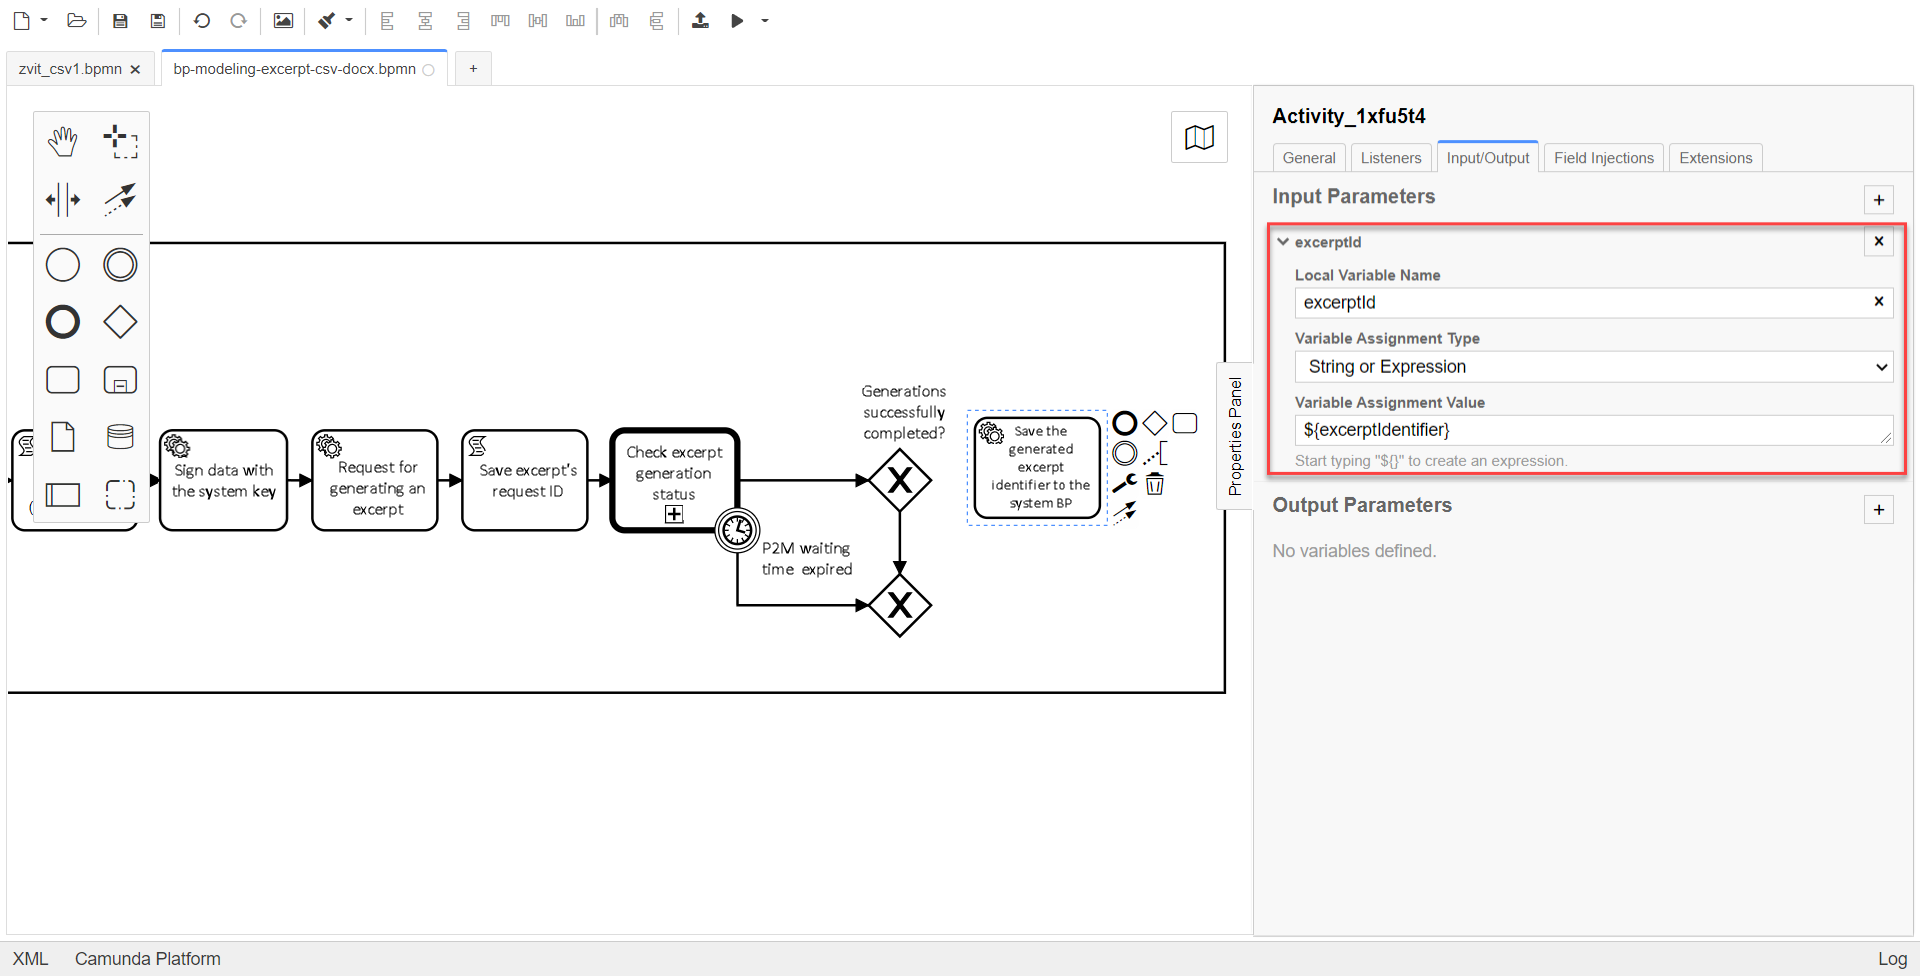 zvit_csv1.bpmn
bp-modeling-excerpt-csv-docx.bpmn
+
Activity_1xfu5t4
General
Listeners
Input/Output
Field Injections
Extensions
Input Parameters
+
excerptId
Local Variable Name
excerptId
Variable Assignment Type
String or Expression
Variable Assignment Value
${excerptIdentifier}
Start typing "${}" to create an expression.
Output Parameters
+
No variables defined.
Properties Panel
Sign data with
the system key
Request for
generating an
excerpt
Save excerpt's
request ID
Check excerpt
generation
status
P2M waiting
time expired
Generations
successfully
completed?
Save the
generated
excerpt
identifier to the
system BP
XML
Camunda Platform
Log